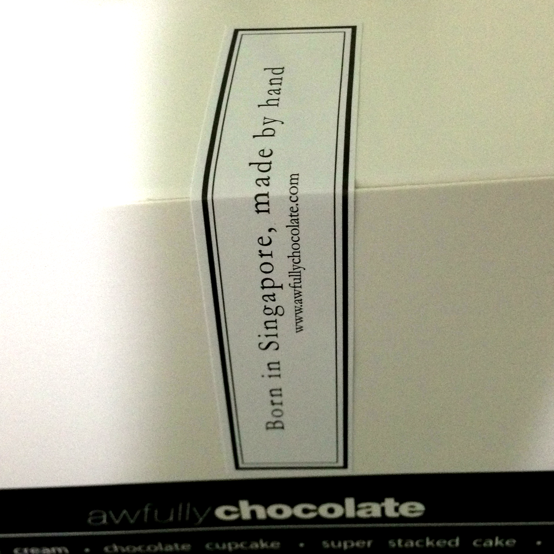 Born in Singapore, made by hand
www.awfullychocolate.com
awfullychocolate
cream • chocolate cupcake • super stacked cake •